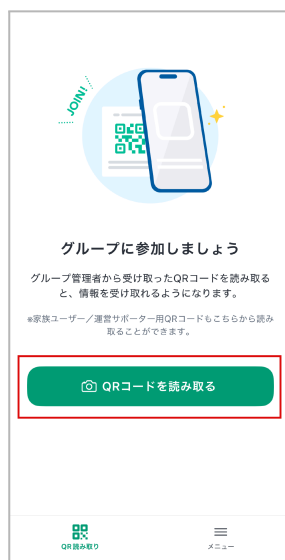 JOIN!
グループに参加しましょう
グループ管理者から受け取ったQRコードを読み取る
と、情報を受け取れるようになります。
※家族ユーザー／運営サポーター用QRコードもこちらから読み
取ることができます。
QRコードを読み取る
QR読み取り
メニュー